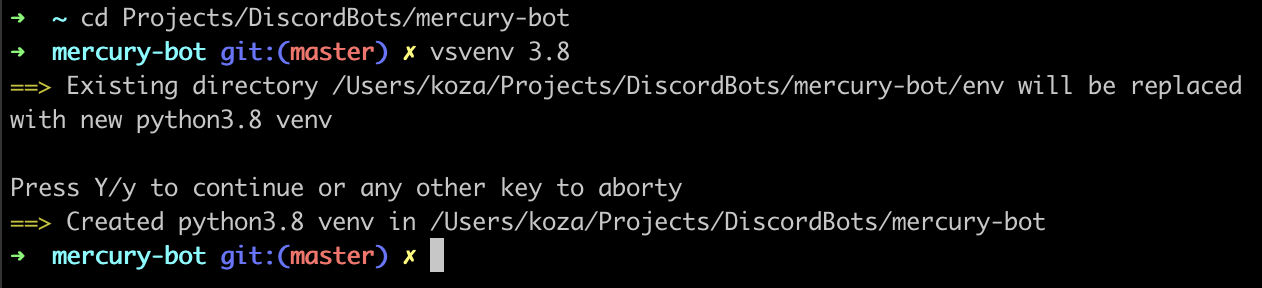 ➜  ~ cd Projects/DiscordBots/mercury-bot
➜  mercury-bot git:(master) ✗ vsvenv 3.8
==> Existing directory /Users/koza/Projects/DiscordBots/mercury-bot/env will be replaced
with new python3.8 venv

Press Y/y to continue or any other key to aborty
==> Created python3.8 venv in /Users/koza/Projects/DiscordBots/mercury-bot
➜  mercury-bot git:(master) ✗